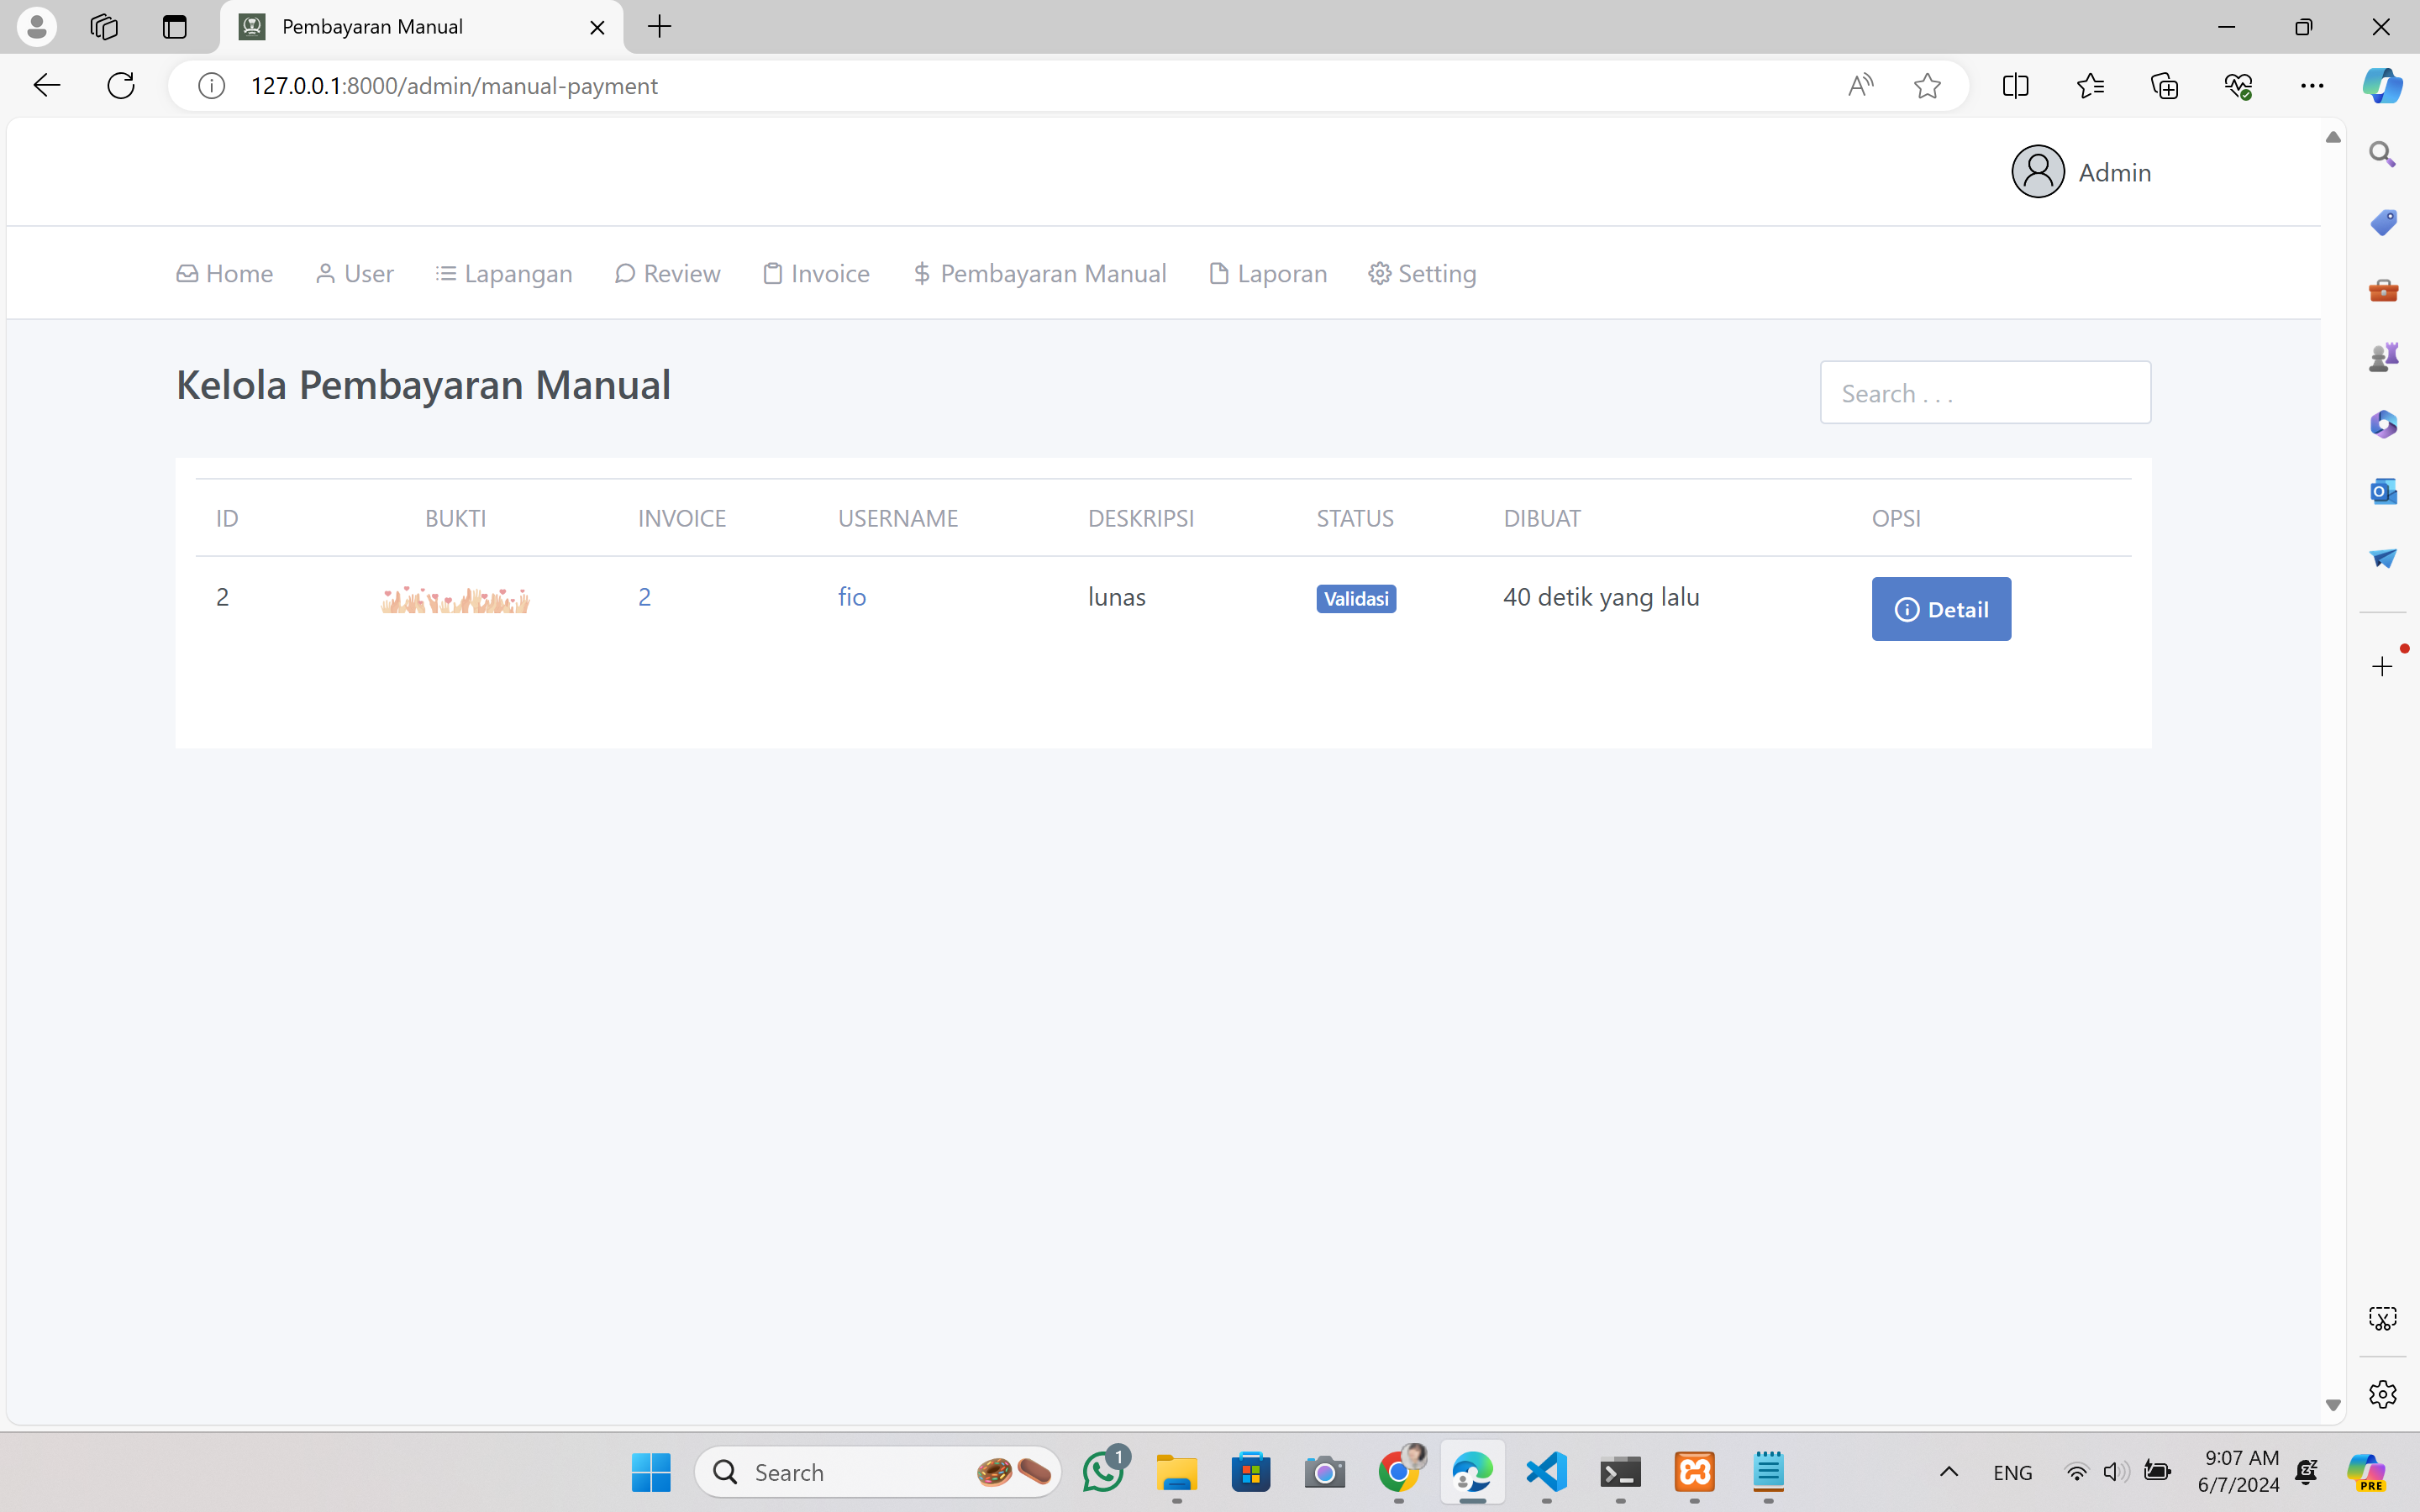 Pembayaran Manual
127.0.0.1:8000/admin/manual-payment
Admin
Home User Lapangan Review Invoice Pembayaran Manual Laporan Setting
Kelola Pembayaran Manual
Search . . .
ID BUKTI INVOICE USERNAME DESKRIPSI STATUS DIBUAT OPSI
2 2 fio lunas Validasi 40 detik yang lalu Detail
Search
1
ENG
9:07 AM
6/7/2024
PRE